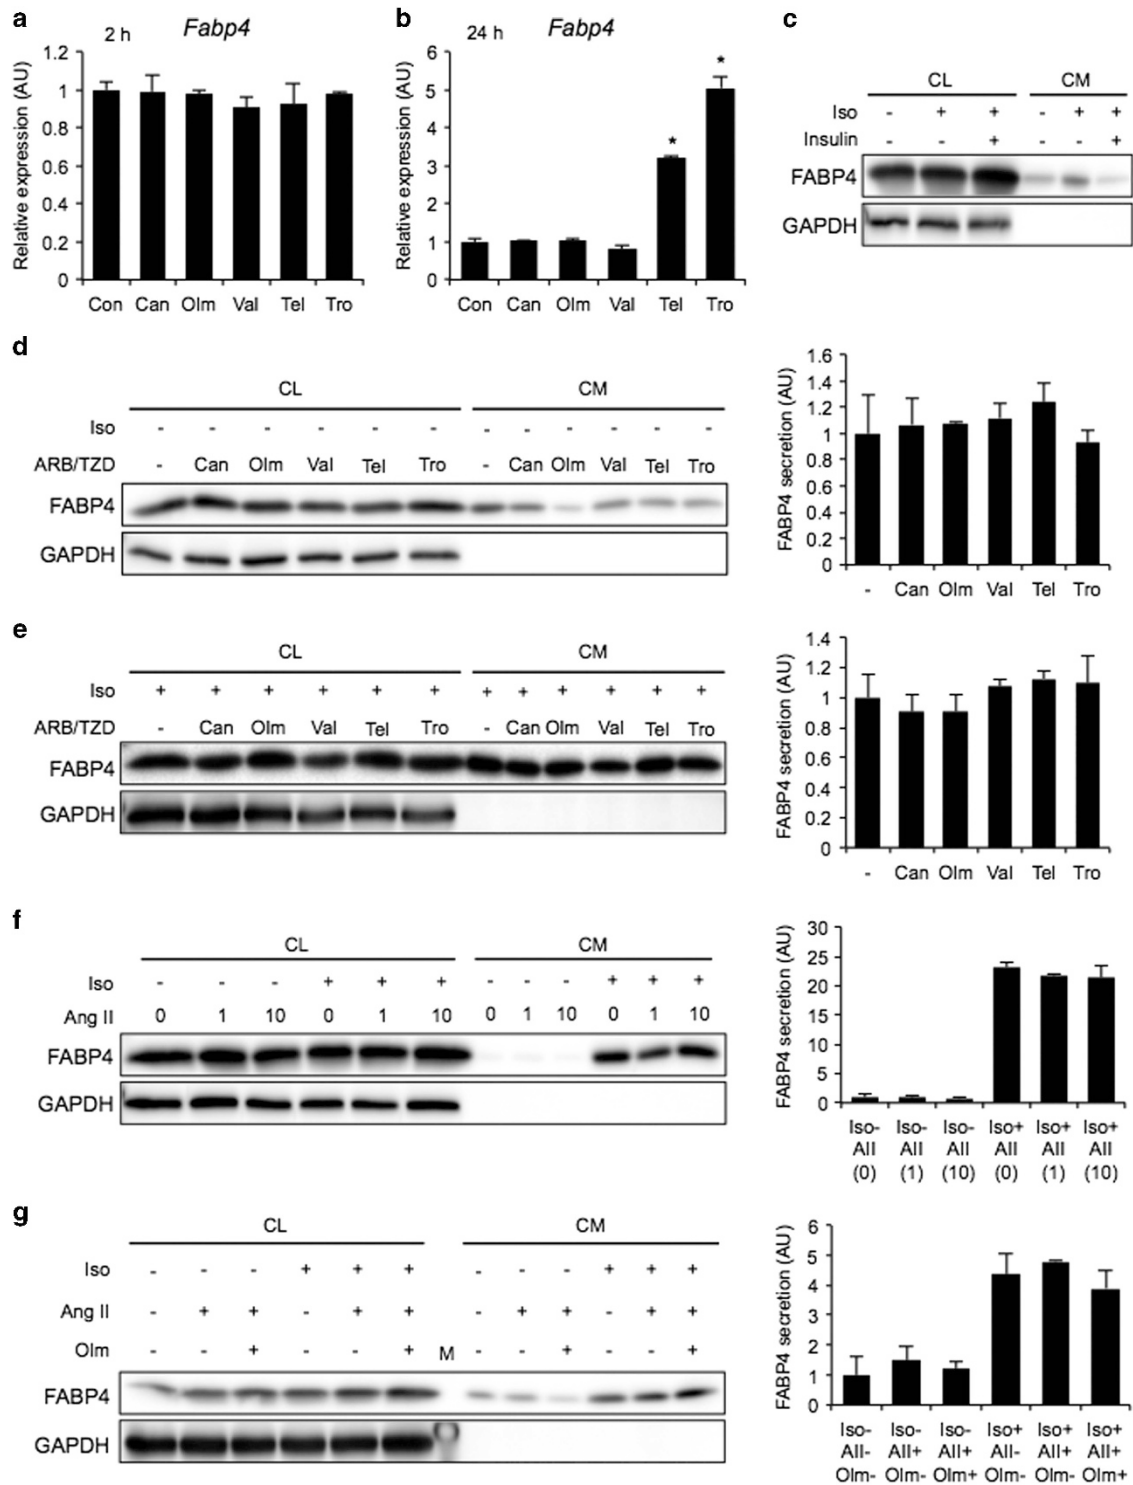 a
2 h
Fabp4
Relative expression (AU)
1.2
1
0.8
0.6
0.4
0.2
0
Con Can Olm Val Tel Tro
b
24 h
Fabp4
Relative expression (AU)
6
5
4
3
2
1
0
*
*
Con Can Olm Val Tel Tro
c
CL CM
Iso - + + - + +
Insulin - - + - - +
FABP4
GAPDH
d
CL CM
Iso - - - - - - - - - - - -
ARB/TZD - Can Olm Val Tel Tro - Can Olm Val Tel Tro
FABP4
GAPDH
FABP4 secretion (AU)
1.6
1.4
1.2
1
0.8
0.6
0.4
0.2
0
- Can Olm Val Tel Tro
e
CL CM
Iso + + + + + + + + + + + +
ARB/TZD - Can Olm Val Tel Tro - Can Olm Val Tel Tro
FABP4
GAPDH
FABP4 secretion (AU)
1.4
1.2
1
0.8
0.6
0.4
0.2
0
- Can Olm Val Tel Tro
f
CL CM
Iso - - - + + + - - - + + +
Ang II 0 1 10 0 1 10 0 1 10 0 1 10
FABP4
GAPDH
FABP4 secretion (AU)
30
25
20
15
10
5
0
Iso- Iso- Iso- Iso+ Iso+ Iso+
AII AII AII AII AII AII
(0) (1) (10) (0) (1) (10)
g
CL CM
Iso - - - + + + - - - + + +
Ang II - + + - + + - + + - + +
Olm - - + - - + M - - + - - +
FABP4
GAPDH
FABP4 secretion (AU)
6
5
4
3
2
1
0
Iso- Iso- Iso- Iso+ Iso+ Iso+
AII- AII+ AII+ AII- AII+ AII+
Olm- Olm- Olm+ Olm- Olm- Olm+